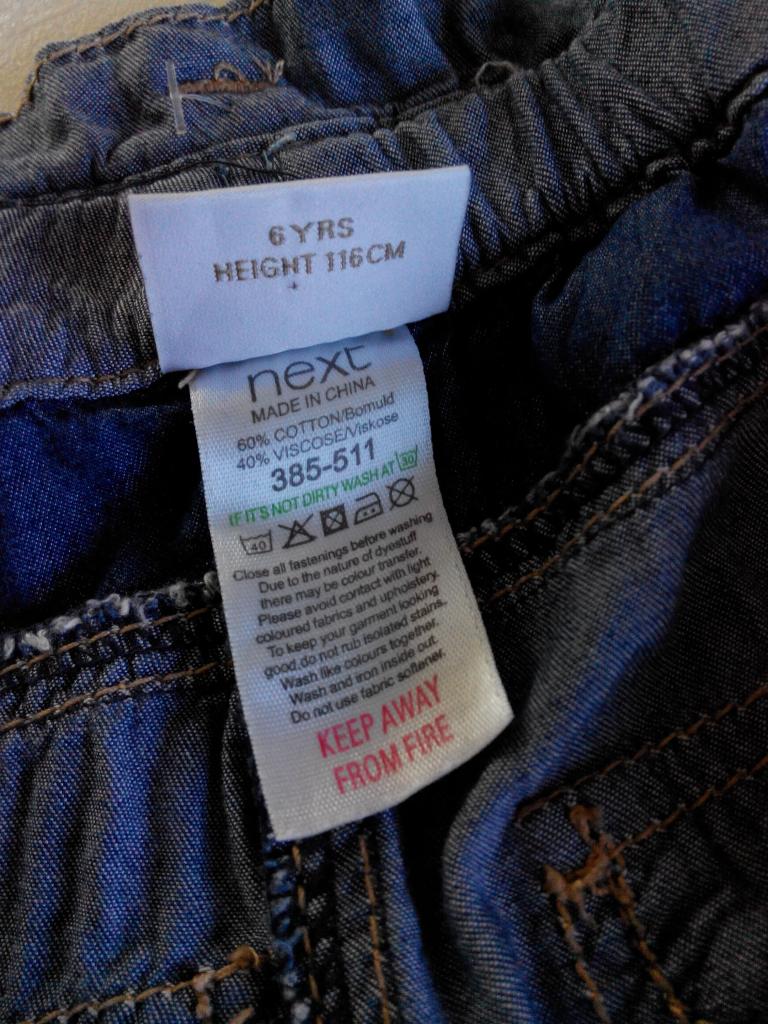 6 YRS
HEIGHT 116CM
next
MADE IN CHINA
60% COTTON/Bomuld
40% VISCOSE/Viskose
385-511
IF IT'S NOT DIRTY WASH AT 30
40
Close all fastenings before washing
Due to the nature of dyestuff
there may be colour transfer.
Please avoid contact with light
coloured fabrics and upholstery.
To keep your garment looking
good,do not rub isolated stains.
Wash like colours together.
Wash and iron inside out.
Do not use fabric softener.
KEEP AWAY
FROM FIRE